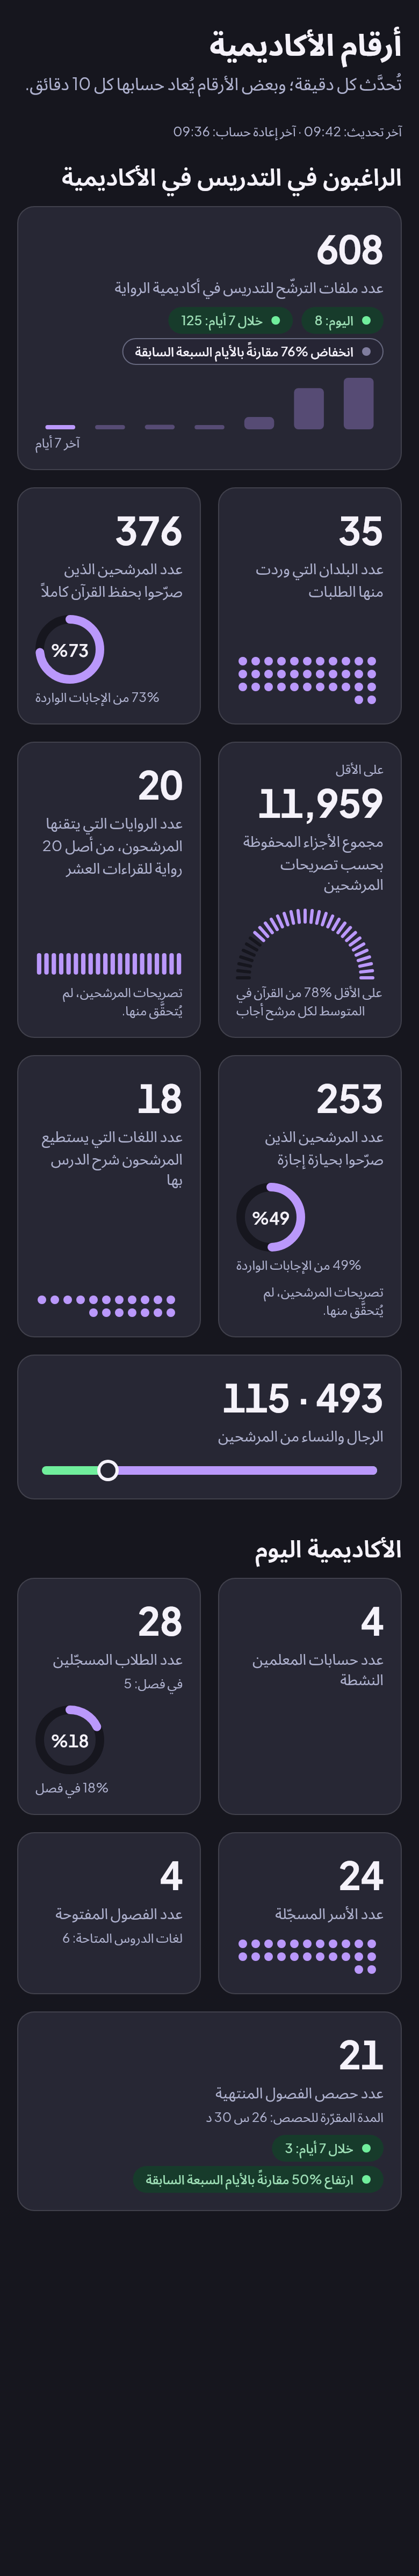 أرقام الأكاديمية
تُحدَّث كل دقيقة؛ وبعض الأرقام يُعاد حسابها كل 10 دقائق.
آخر تحديث: 09:42 · آخر إعادة حساب: 09:36
الراغبون في التدريس في الأكاديمية
608
عدد ملفات الترشّح للتدريس في أكاديمية الرواية
اليوم: 8
خلال 7 أيام: 125
انخفاض 76% مقارنةً بالأيام السبعة السابقة
آخر 7 أيام
35
عدد البلدان التي وردت
منها الطلبات
376
عدد المرشحين الذين
صرّحوا بحفظ القرآن كاملاً
%73
73% من الإجابات الواردة
على الأقل
11,959
مجموع الأجزاء المحفوظة
بحسب تصريحات
المرشحين
على الأقل 78% من القرآن في
المتوسط لكل مرشح أجاب
20
عدد الروايات التي يتقنها
المرشحون، من أصل 20
رواية للقراءات العشر
تصريحات المرشحين، لم
يُتحقَّق منها.
253
عدد المرشحين الذين
صرّحوا بحيازة إجازة
%49
49% من الإجابات الواردة
تصريحات المرشحين، لم
يُتحقَّق منها.
18
عدد اللغات التي يستطيع
المرشحون شرح الدرس
بها
493 · 115
الرجال والنساء من المرشحين
الأكاديمية اليوم
4
عدد حسابات المعلمين
النشطة
28
عدد الطلاب المسجّلين
في فصل: 5
%18
18% في فصل
24
عدد الأسر المسجّلة
4
عدد الفصول المفتوحة
لغات الدروس المتاحة: 6
21
عدد حصص الفصول المنتهية
المدة المقرّرة للحصص: 26 س 30 د
خلال 7 أيام: 3
ارتفاع 50% مقارنةً بالأيام السبعة السابقة